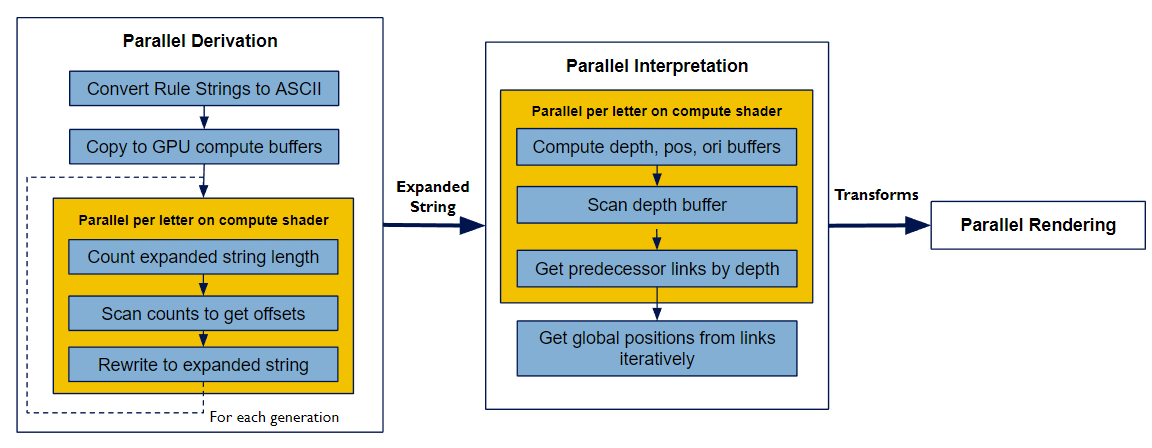 Parallel Derivation
Convert Rule Strings to ASCII
Copy to GPU compute buffers
Parallel per letter on compute shader
Count expanded string length
Scan counts to get offsets
Rewrite to expanded string
For each generation
Expanded
String
Parallel Interpretation
Parallel per letter on compute shader
Compute depth, pos, ori buffers
Scan depth buffer
Get predecessor links by depth
Get global positions from links
iteratively
Transforms
Parallel Rendering